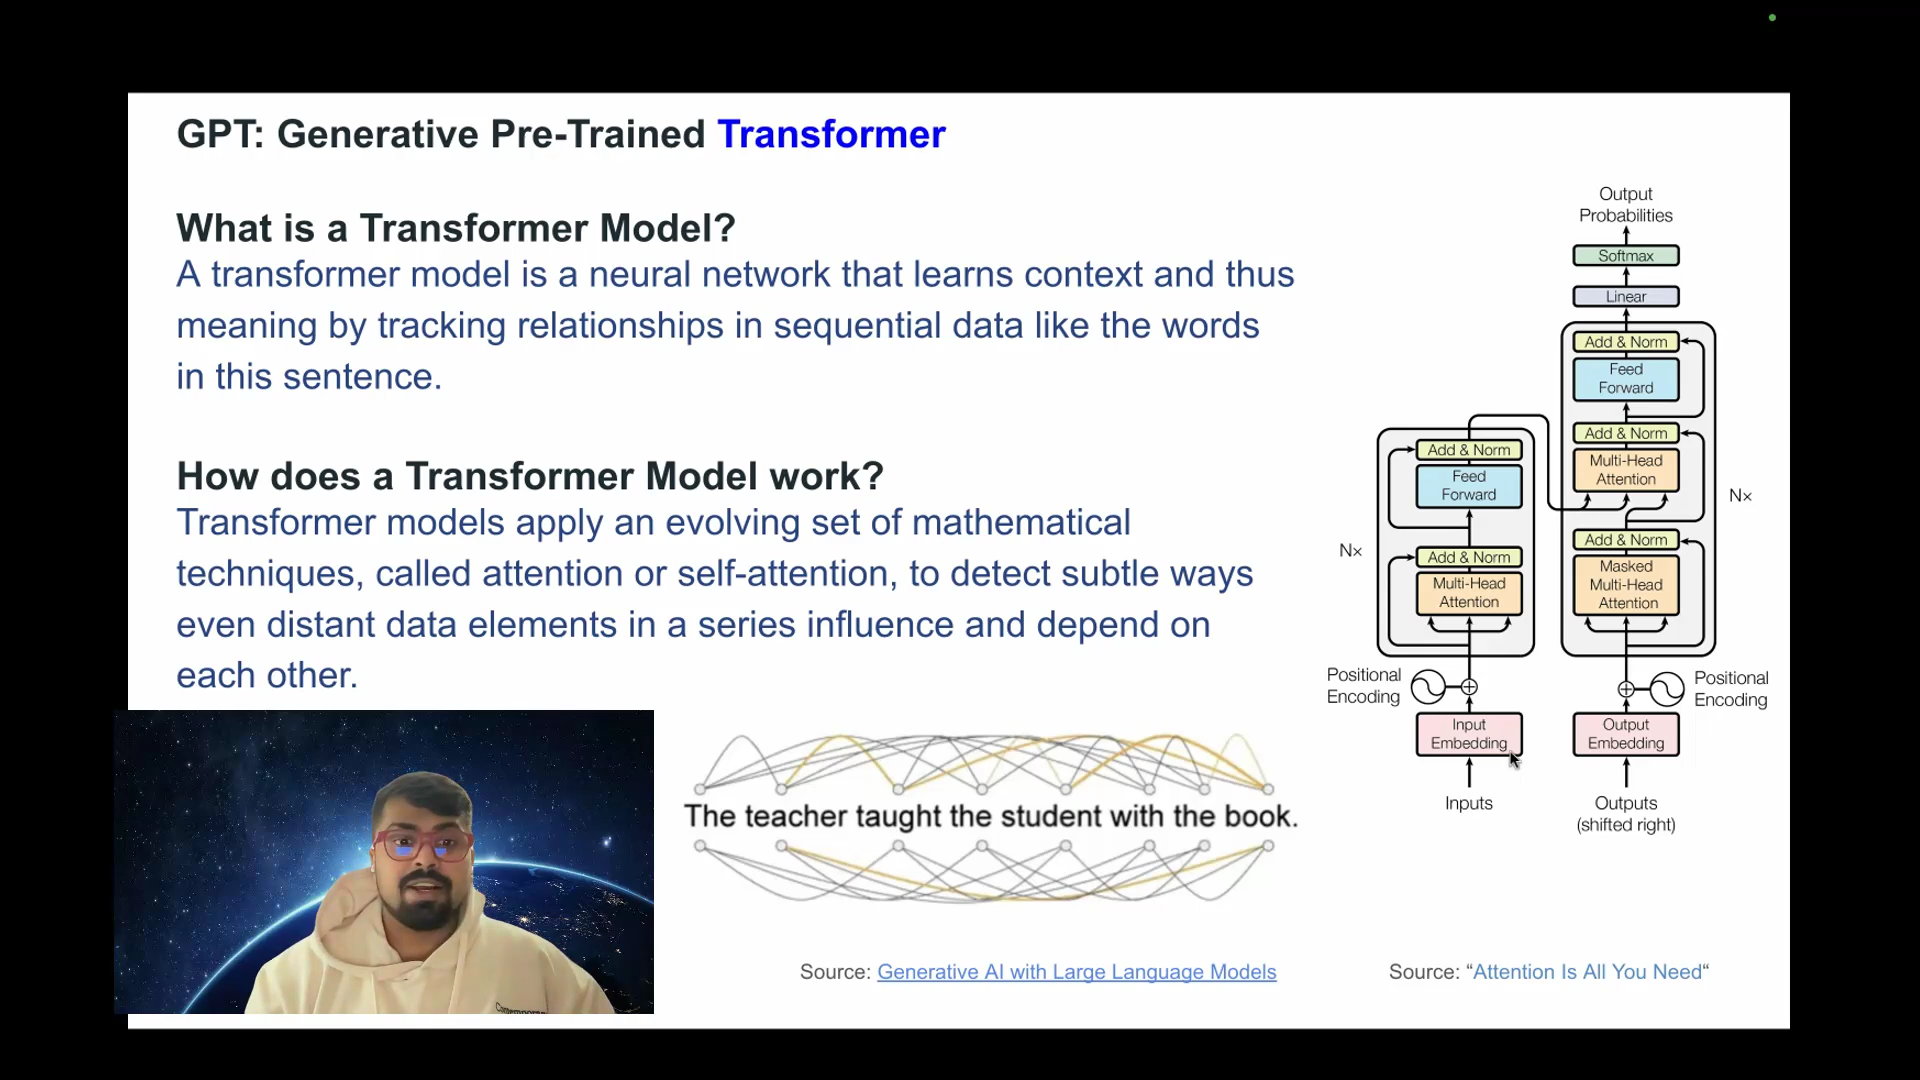 GPT: Generative Pre-Trained Transformer
What is a Transformer Model?
A transformer model is a neural network that learns context and thus
meaning by tracking relationships in sequential data like the words
in this sentence.
How does a Transformer Model work?
Transformer models apply an evolving set of mathematical
techniques, called attention or self-attention, to detect subtle ways
even distant data elements in a series influence and depend on
each other.
The teacher taught the student with the book.
Source: Generative AI with Large Language Models
Output
Probabilities
Softmax
Linear
Add & Norm
Feed
Forward
Add & Norm
Multi-Head
Attention
Add & Norm
Masked
Multi-Head
Attention
Nx
Positional
Encoding
Output
Embedding
Outputs
(shifted right)
Add & Norm
Feed
Forward
Add & Norm
Multi-Head
Attention
Nx
Positional
Encoding
Input
Embedding
Inputs
Source: “Attention Is All You Need“